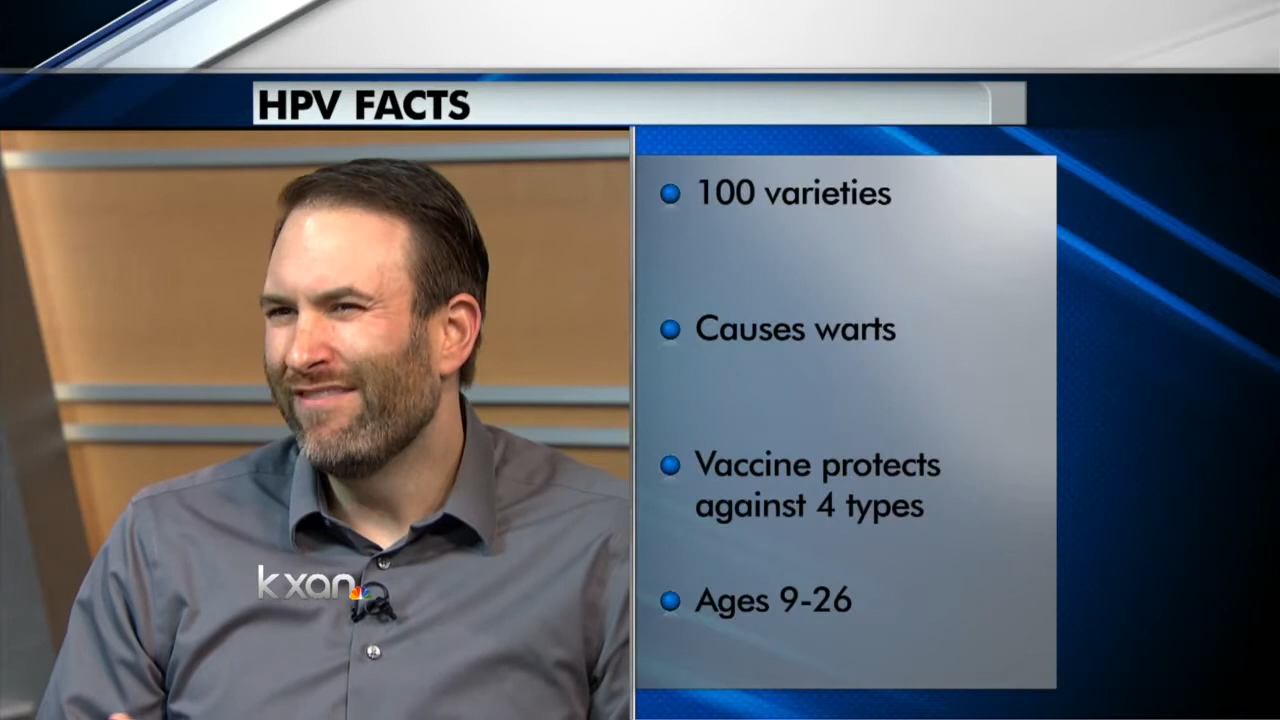 HPV FACTS
100 varieties
Causes warts
Vaccine protects
against 4 types
Ages 9-26
kxan